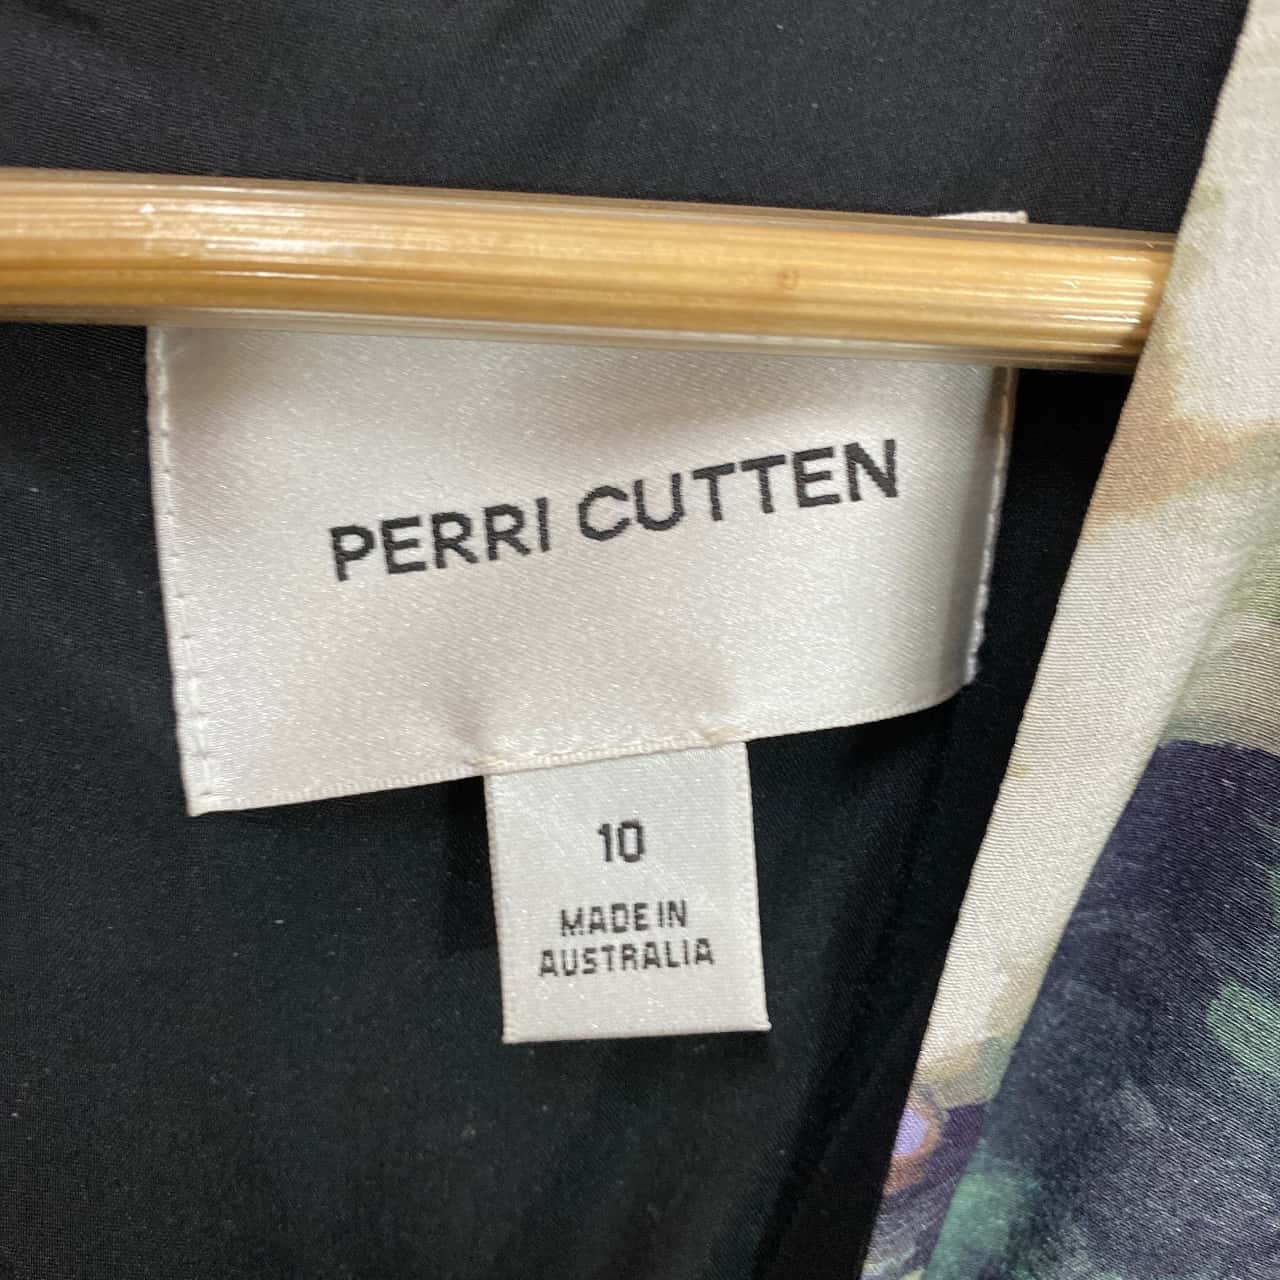 PERRI CUTTEN
10
MADE IN
AUSTRALIA